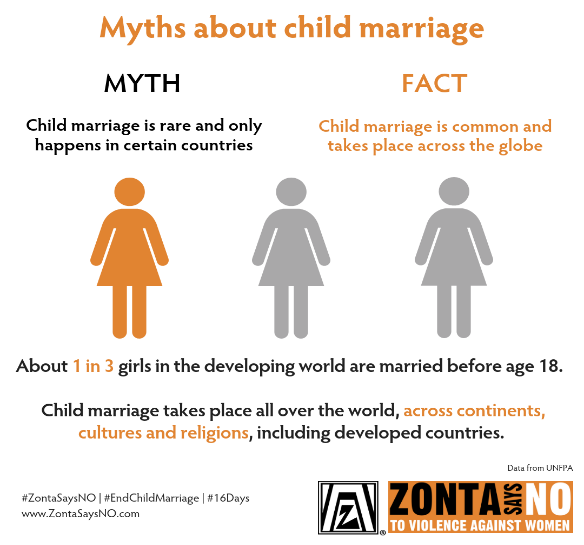 Myths about child marriage
MYTH
Child marriage is rare and only
happens in certain countries
FACT
Child marriage is common and
takes place across the globe
About 1 in 3 girls in the developing world are married before age 18.
Child marriage takes place all over the world, across continents,
cultures and religions, including developed countries.
Data from UNFPA
#ZontaSaysNO | #EndChildMarriage | #16Days
www.ZontaSaysNO.com
®
ZONTA SAYS NO
TO VIOLENCE AGAINST WOMEN